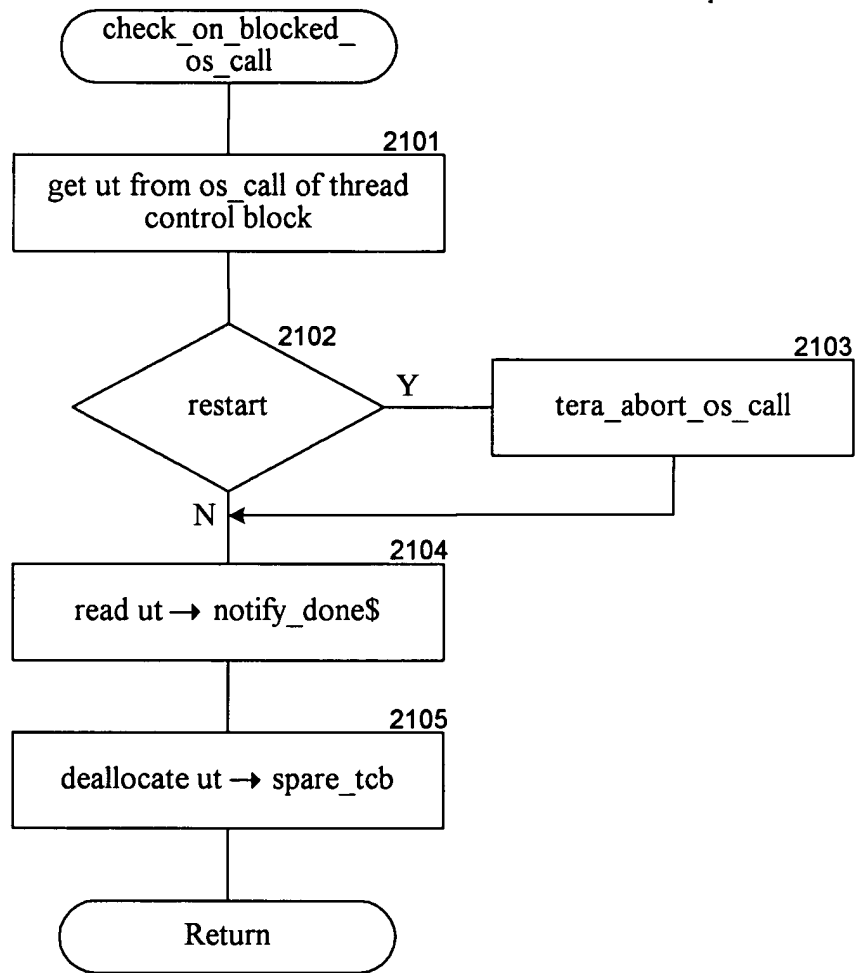 check_on_blocked_
os_call
2101
get ut from os_call of thread
control block
2102
restart
Y
2103
tera_abort_os_call
N
2104
read ut → notify_done$
2105
deallocate ut → spare_tcb
Return